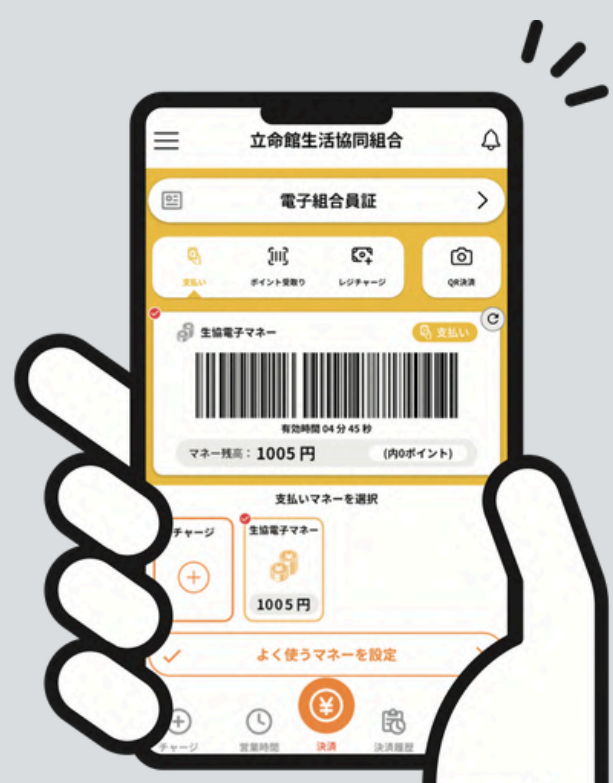 立命館生活協同組合
電子組合員証
支払い
ポイント受取り
レジチャージ
QR決済
生協電子マネー
支払い
有効時間 04 分 45 秒
マネー残高：1005 円
(内0ポイント)
支払いマネーを選択
チャージ
生協電子マネー
1005 円
よく使うマネーを設定
チャージ
営業時間
決済
決済履歴